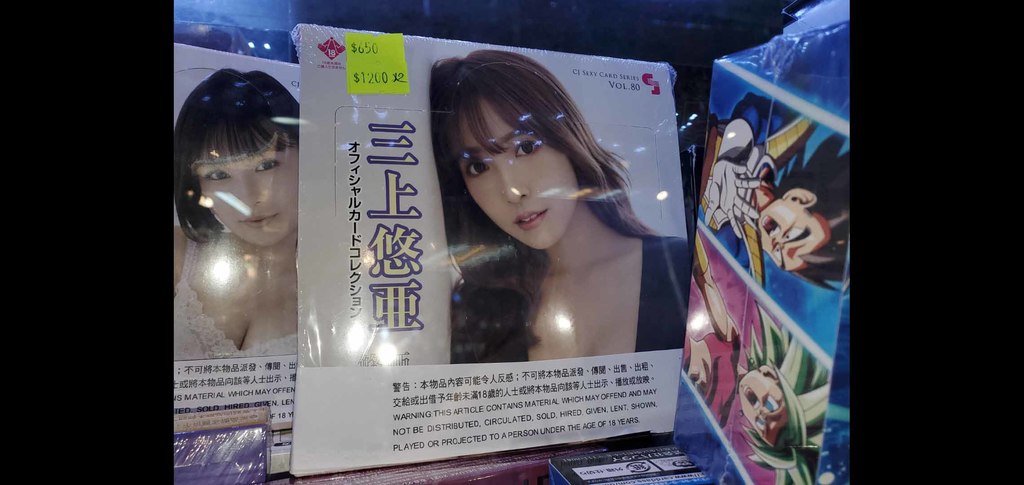 $650
$1200 x2
18
CJ SEXY CARD SERIES
VOL.80
三上悠亜
オフィシャルカードコレクション
警告：本物品內容可能令人反感；不可將本物品派發、傳閱、出售、出租、
交給或出借予年齡未滿18歲的人士或將本物品向該等人士出示、播放或放映。
WARNING:THIS ARTICLE CONTAINS MATERIAL WHICH MAY OFFEND AND MAY
NOT BE DISTRIBUTED, CIRCULATED, SOLD, HIRED, GIVEN, LENT, SHOWN,
PLAYED OR PROJECTED TO A PERSON UNDER THE AGE OF 18 YEARS.
；不可將本物品派發、傳閱、出
士或將本物品向該等人士出示、播
MATERIAL WHICH MAY OFFEND
SOLD, HIRED, GIVEN, LEN
THE AGE OF 18 Y